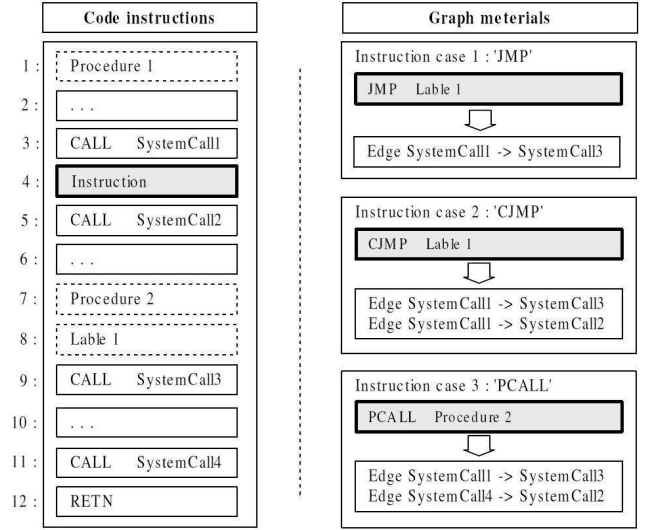 Code instructions
1 : Procedure 1
2 : . . .
3 : CALL SystemCall1
4 : Instruction
5 : CALL SystemCall2
6 : . . .
7 : Procedure 2
8 : Lable 1
9 : CALL SystemCall3
10 : . . .
11 : CALL SystemCall4
12 : RETN
Graph meterials
Instruction case 1 : 'JMP'
JMP Lable 1
Edge SystemCall1 -> SystemCall3
Instruction case 2 : 'CJMP'
CJMP Lable 1
Edge SystemCall1 -> SystemCall3
Edge SystemCall1 -> SystemCall2
Instruction case 3 : 'PCALL'
PCALL Procedure 2
Edge SystemCall1 -> SystemCall3
Edge SystemCall4 -> SystemCall2